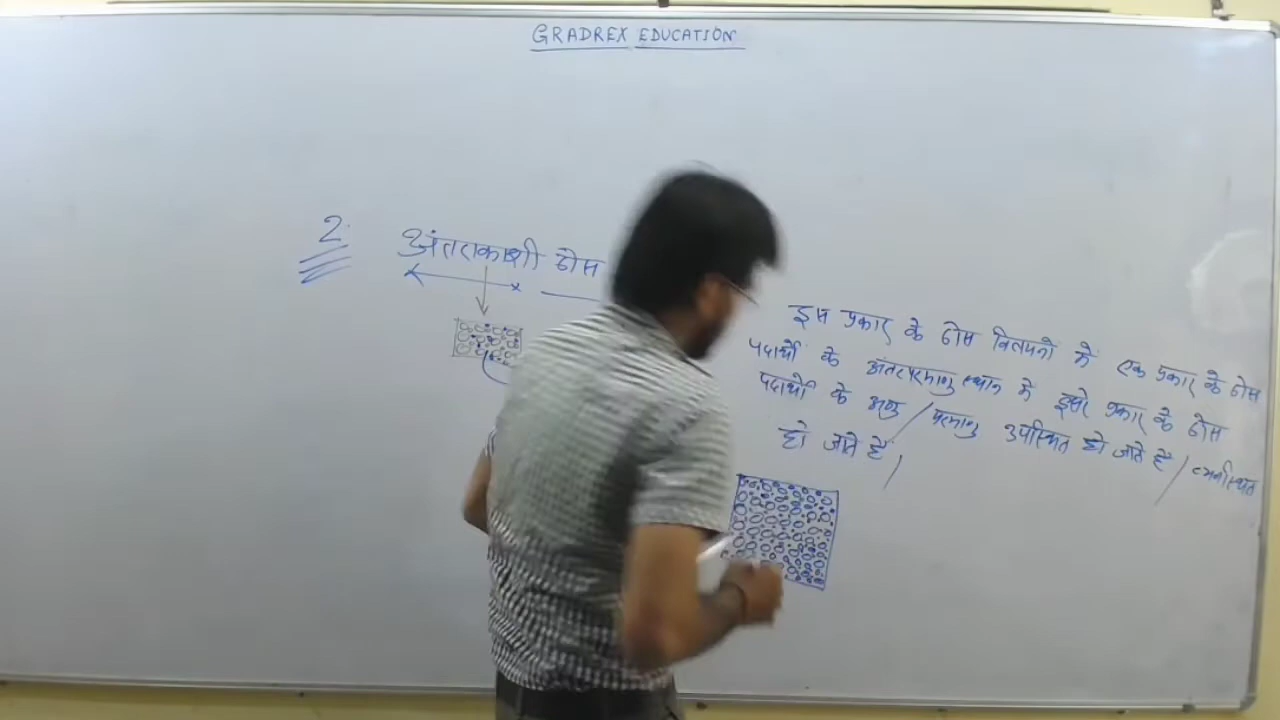 GRADREX EDUCATION
2.
अंतराकाशी ठोस
इस प्रकार के ठोस विलयनो में एक प्रकार के ठोस
पदार्थो के अंतरापरमाणु स्थान में दूसरे प्रकार के ठोस
पदार्थो के अणु / परमाणु उपस्थित हो जाते है / व्यवस्थित
हो जाते है /